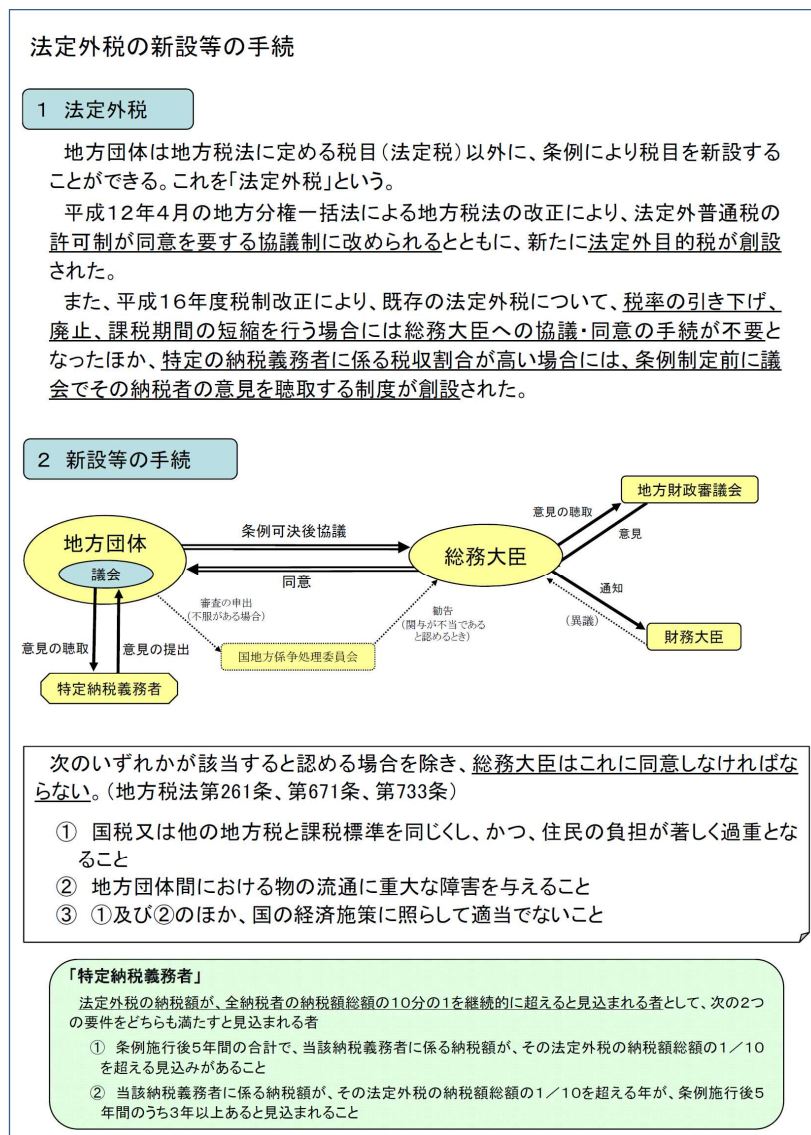 法定外税の新設等の手続
1 法定外税
地方団体は地方税法に定める税目(法定税)以外に、条例により税目を新設する
ことができる。これを「法定外税」という。
平成12年4月の地方分権一括法による地方税法の改正により、法定外普通税の
許可制が同意を要する協議制に改められるとともに、新たに法定外目的税が創設
された。
また、平成16年度税制改正により、既存の法定外税について、税率の引き下げ、
廃止、課税期間の短縮を行う場合には総務大臣への協議・同意の手続が不要と
なったほか、特定の納税義務者に係る税収割合が高い場合には、条例制定前に議
会でその納税者の意見を聴取する制度が創設された。
2 新設等の手続
地方団体
議会
条例可決後協議
同意
総務大臣
意見の聴取
意見
地方財政審議会
通知
(異議)
財務大臣
審査の申出
(不服がある場合)
勧告
(関与が不当である
と認めるとき)
国地方係争処理委員会
意見の聴取
意見の提出
特定納税義務者
次のいずれかが該当すると認める場合を除き、総務大臣はこれに同意しなければな
らない。(地方税法第261条、第671条、第733条)
① 国税又は他の地方税と課税標準を同じくし、かつ、住民の負担が著しく過重とな
ること
② 地方団体間における物の流通に重大な障害を与えること
③ ①及び②のほか、国の経済施策に照らして適当でないこと
「特定納税義務者」
法定外税の納税額が、全納税者の納税額総額の10分の1を継続的に超えると見込まれる者として、次の2つ
の要件をどちらも満たすと見込まれる者
① 条例施行後5年間の合計で、当該納税義務者に係る納税額が、その法定外税の納税額総額の1/10
を超える見込みがあること
② 当該納税義務者に係る納税額が、その法定外税の納税額総額の1/10を超える年が、条例施行後5
年間のうち3年以上あると見込まれること